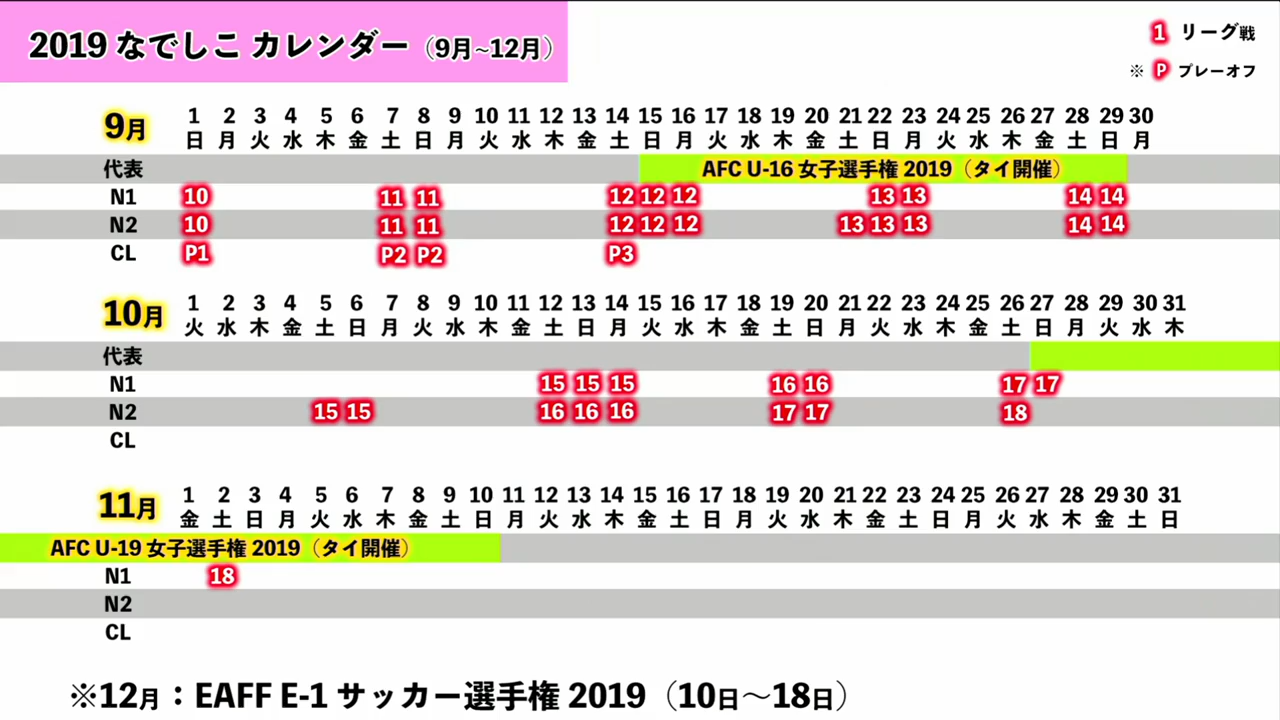 2019 なでしこ カレンダー（9月~12月）
1 リーグ戦
※ P プレーオフ
9月 1 2 3 4 5 6 7 8 9 10 11 12 13 14 15 16 17 18 19 20 21 22 23 24 25 26 27 28 29 30
日 月 火 水 木 金 土 日 月 火 水 木 金 土 日 月 火 水 木 金 土 日 月 火 水 木 金 土 日 月
代表 AFC U-16 女子選手権 2019（タイ開催）
N1 10 11 11 12 12 12 13 13 14 14
N2 10 11 11 12 12 12 13 13 13 14 14
CL P1 P2 P2 P3
10月 1 2 3 4 5 6 7 8 9 10 11 12 13 14 15 16 17 18 19 20 21 22 23 24 25 26 27 28 29 30 31
火 水 木 金 土 日 月 火 水 木 金 土 日 月 火 水 木 金 土 日 月 火 水 木 金 土 日 月 火 水 木
代表
N1 15 15 15 16 16 17 17
N2 15 15 16 16 16 17 17 18
CL
11月 1 2 3 4 5 6 7 8 9 10 11 12 13 14 15 16 17 18 19 20 21 22 23 24 25 26 27 28 29 30 31
金 土 日 月 火 水 木 金 土 日 月 火 水 木 金 土 日 月 火 水 木 金 土 日 月 火 水 木 金 土 日
AFC U-19 女子選手権 2019（タイ開催）
N1 18
N2
CL
※12月：EAFF E-1 サッカー選手権 2019（10日～18日）